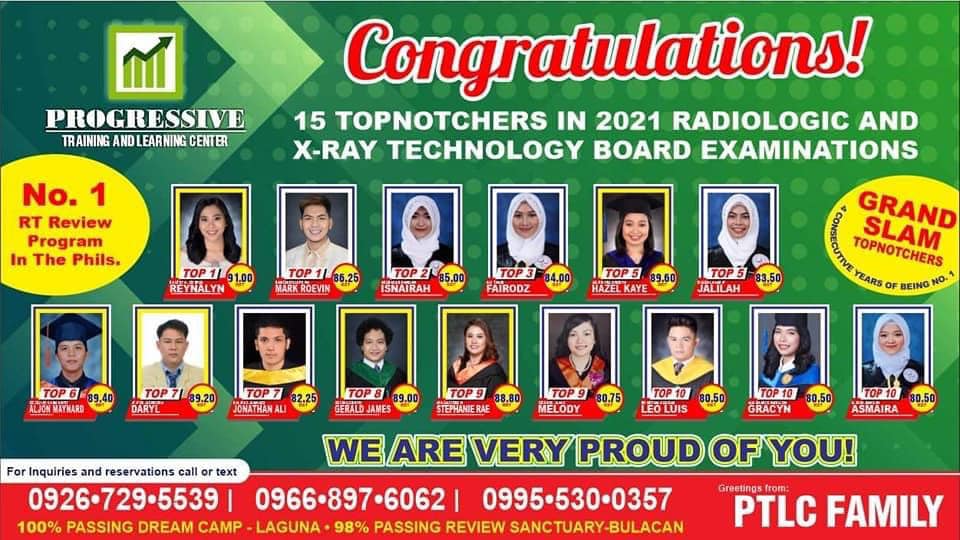 PROGRESSIVE
TRAINING AND LEARNING CENTER
Congratulations!
15 TOPNOTCHERS IN 2021 RADIOLOGIC AND
X-RAY TECHNOLOGY BOARD EXAMINATIONS
No. 1
RT Review
Program
In The Phils.
GRAND
SLAM
TOPNOTCHERS
4 CONSECUTIVE YEARS OF BEING NO. 1
TOP 1 91.00
REYNALYN
TOP 1 86.25
MARK ROEVIN
TOP 2 85.00
ISNAIRAH
TOP 3 84.00
FAIRODZ
TOP 5 89.60
HAZEL KAYE
TOP 5 83.50
JALILAH
TOP 6 89,40
ALJON MAYNARD
TOP 7 89.20
DARYL
TOP 7 82.25
JONATHAN ALI
TOP 8 89.00
GERALD JAMES
TOP 9 88.80
STEPHANIE RAE
TOP 9 80.75
MELODY
TOP 10 80.50
LEO LUIS
TOP 10 80.50
GRACYN
TOP 10 80.50
ASMAIRA
WE ARE VERY PROUD OF YOU!
For Inquiries and reservations call or text
0926•729•5539 | 0966•897•6062 | 0995•530•0357
100% PASSING DREAM CAMP - LAGUNA • 98% PASSING REVIEW SANCTUARY-BULACAN
Greetings from:
PTLC FAMILY